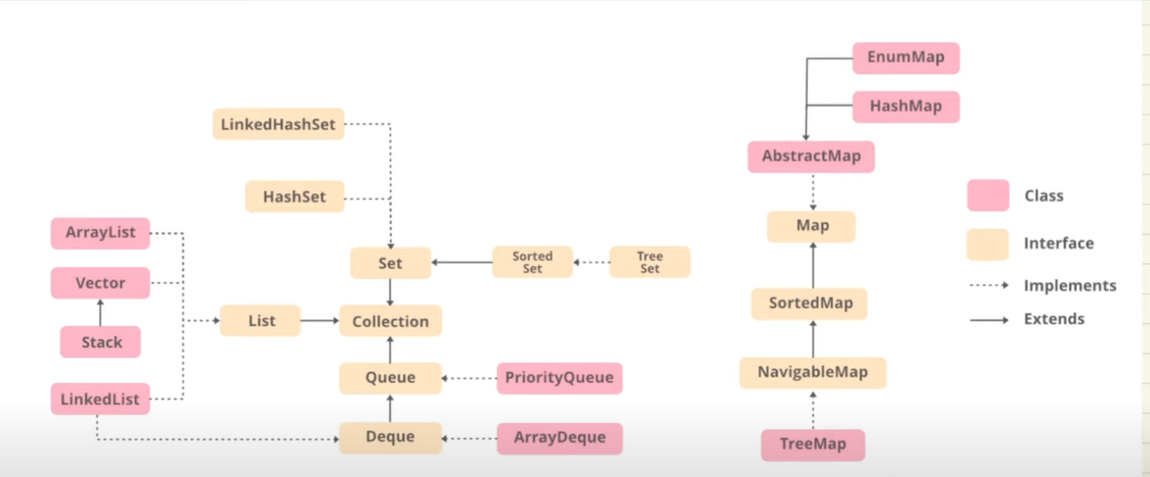 EnumMap
HashMap
LinkedHashSet
AbstractMap
HashSet
Class
Map
ArrayList
Interface
Set
Sorted
Set
Tree
Set
Vector
Implements
SortedMap
List
Collection
Extends
Stack
Queue
PriorityQueue
NavigableMap
LinkedList
Deque
ArrayDeque
TreeMap